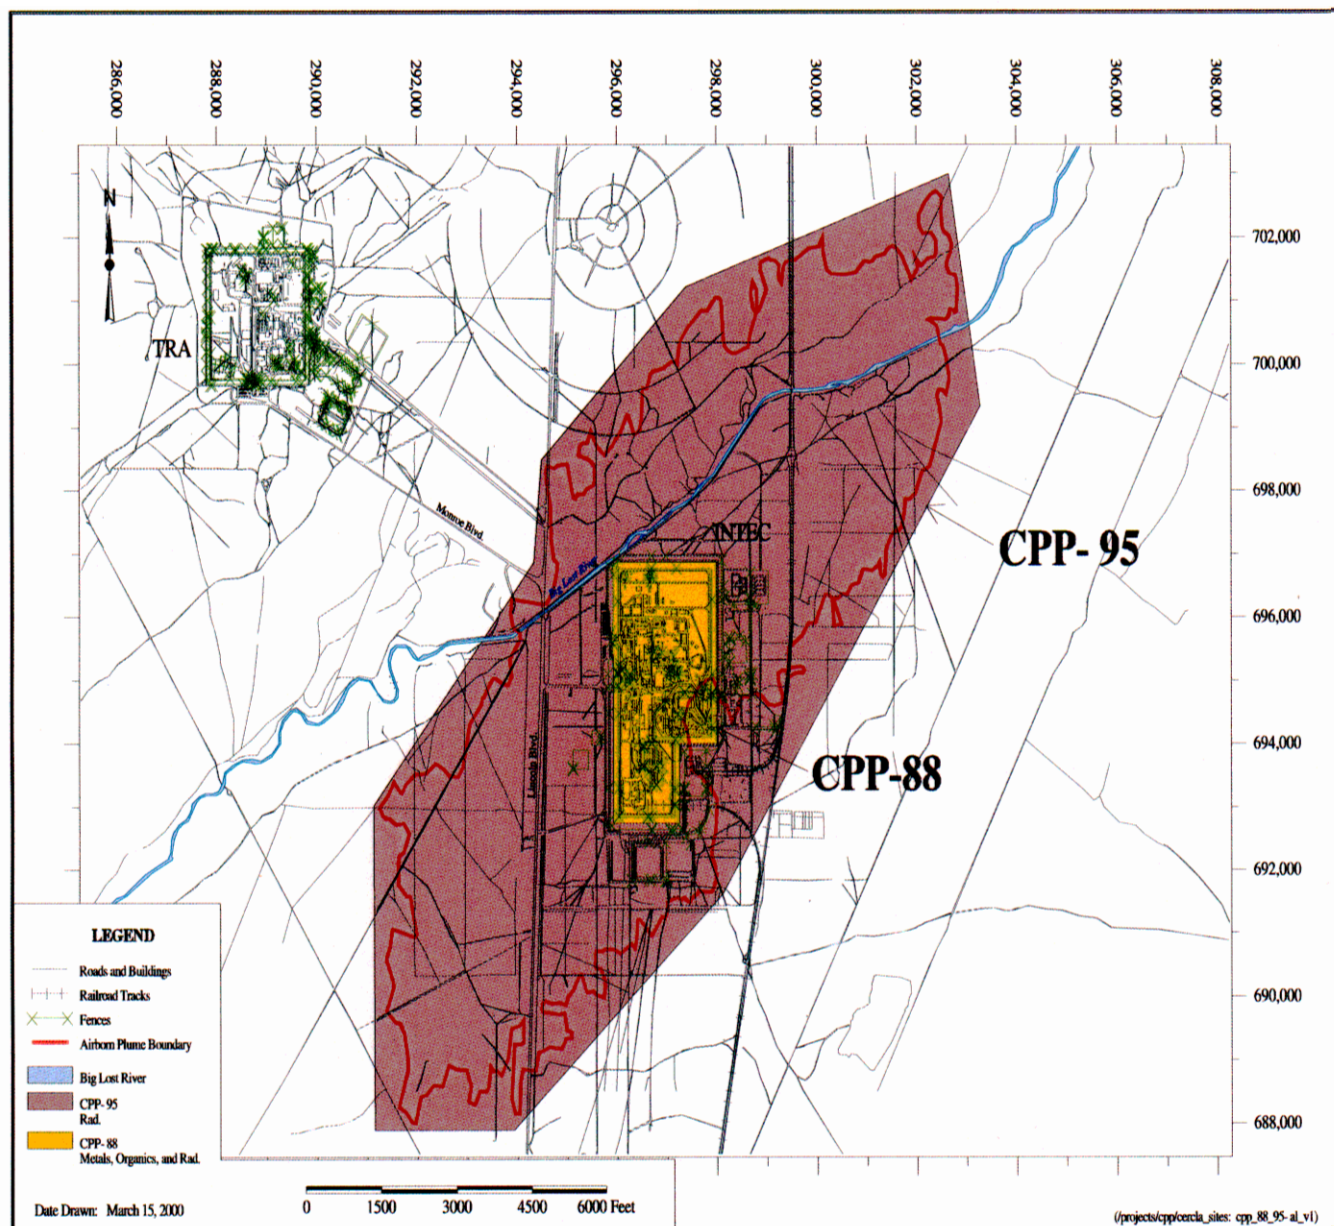 286,000
288,000
290,000
292,000
294,000
296,000
298,000
300,000
302,000
304,000
306,000
308,000
N
702,000
TRA
700,000
698,000
Monroe Blvd.
INTEC
CPP- 95
Big Lost River
696,000
694,000
Lincoln Blvd.
CPP-88
692,000
690,000
688,000
LEGEND
Roads and Buildings
Railroad Tracks
Fences
Airborn Plume Boundary
Big Lost River
CPP- 95
Rad.
CPP- 88
Metals, Organics, and Rad.
Date Drawn: March 15, 2000
0 1500 3000 4500 6000 Feet
(/projects/cpp/cercla_sites: cpp_88_95- al_v1)